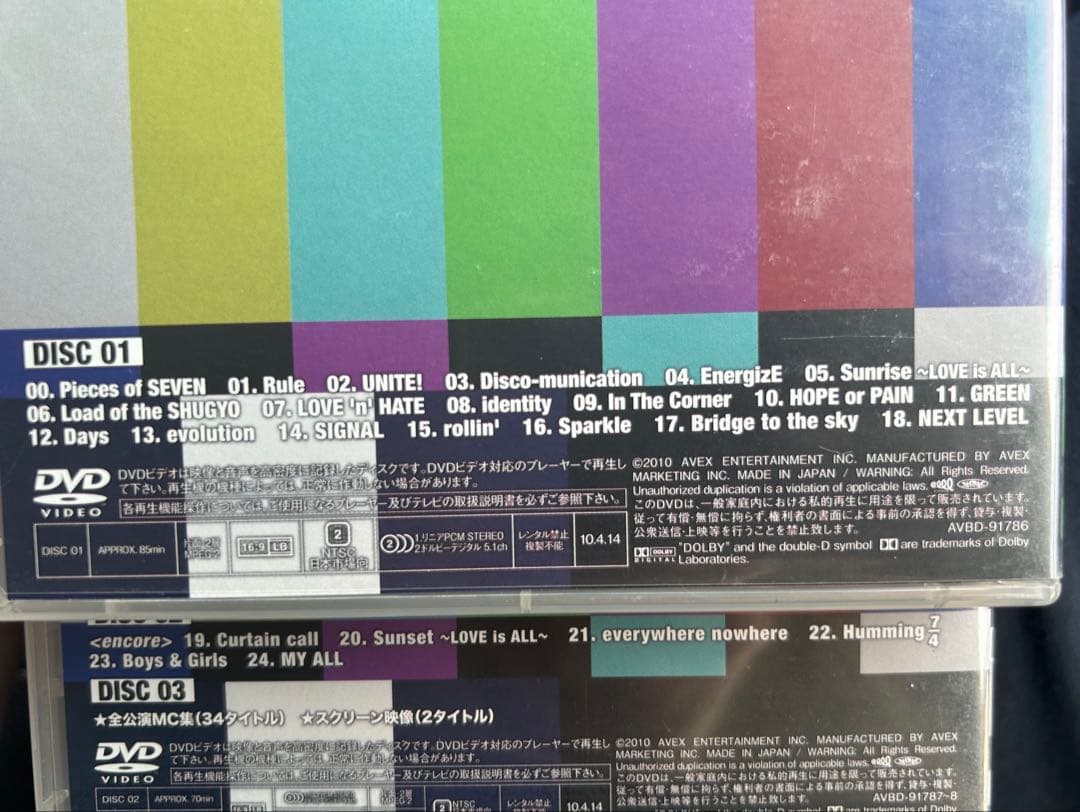 DISC 01
00. Pieces of SEVEN 01. Rule 02. UNITE! 03. Disco-munication 04. EnergizE 05. Sunrise ~LOVE is ALL~
06. Load of the SHUGYO 07. LOVE 'n' HATE 08. identity 09. In The Corner 10. HOPE or PAIN 11. GREEN
12. Days 13. evolution 14. SIGNAL 15. rollin' 16. Sparkle 17. Bridge to the sky 18. NEXT LEVEL
DVD
VIDEO
DVDビデオは映像と音声を高密度に記録したディスクです。DVDビデオ対応のプレーヤーで再生し
て下さい。再生機の機種によっては、正常に作動しない場合があります。
各再生機能操作については、ご使用になるプレーヤー及びテレビの取扱説明書を必ずご参照下さい。
DISC 01
APPROX. 85min
片面・2層
MPEG-2
16:9 LB
2
NTSC
日本市場向
2
1.リニアPCM STEREO
2.ドルビーデジタル 5.1ch
レンタル禁止
複製不能
10.4.14
©2010 AVEX ENTERTAINMENT INC. MANUFACTURED BY AVEX
MARKETING INC. MADE IN JAPAN / WARNING: All Rights Reserved.
Unauthorized duplication is a violation of applicable laws.
このDVDは、一般家庭内における私的再生に用途を限って販売されています。
従って有償・無償に拘らず、権利者の書面による事前の承認を得ず、貸与・複製・
公衆送信・上映等を行うことを禁止致します。 AVBD-91786
DOLBY DIGITAL "DOLBY" and the double-D symbol are trademarks of Dolby
Laboratories.
DISC 02
<encore> 19. Curtain call 20. Sunset ~LOVE is ALL~ 21. everywhere nowhere 22. Humming 7/4
23. Boys & Girls 24. MY ALL
DISC 03
★全公演MC集(34タイトル) ★スクリーン映像(2タイトル)
DVD
VIDEO
DVDビデオは映像と音声を高密度に記録したディスクです。DVDビデオ対応のプレーヤーで再生し
て下さい。再生機の機種によっては、正常に作動しない場合があります。
各再生機能操作については、ご使用になるプレーヤー及びテレビの取扱説明書を必ずご参照下さい。
DISC 02
APPROX. 70min
MPEG-2
2
NTSC
レンタル禁止
10.4.14
©2010 AVEX ENTERTAINMENT INC. MANUFACTURED BY AVEX
MARKETING INC. MADE IN JAPAN / WARNING: All Rights Reserved.
Unauthorized duplication is a violation of applicable laws.
このDVDは、一般家庭内における私的再生に用途を限って販売されています。
従って有償・無償に拘らず、権利者の書面による事前の承認を得ず、貸与・複製・
公衆送信・上映等を行うことを禁止致します。 AVBD-91787~8